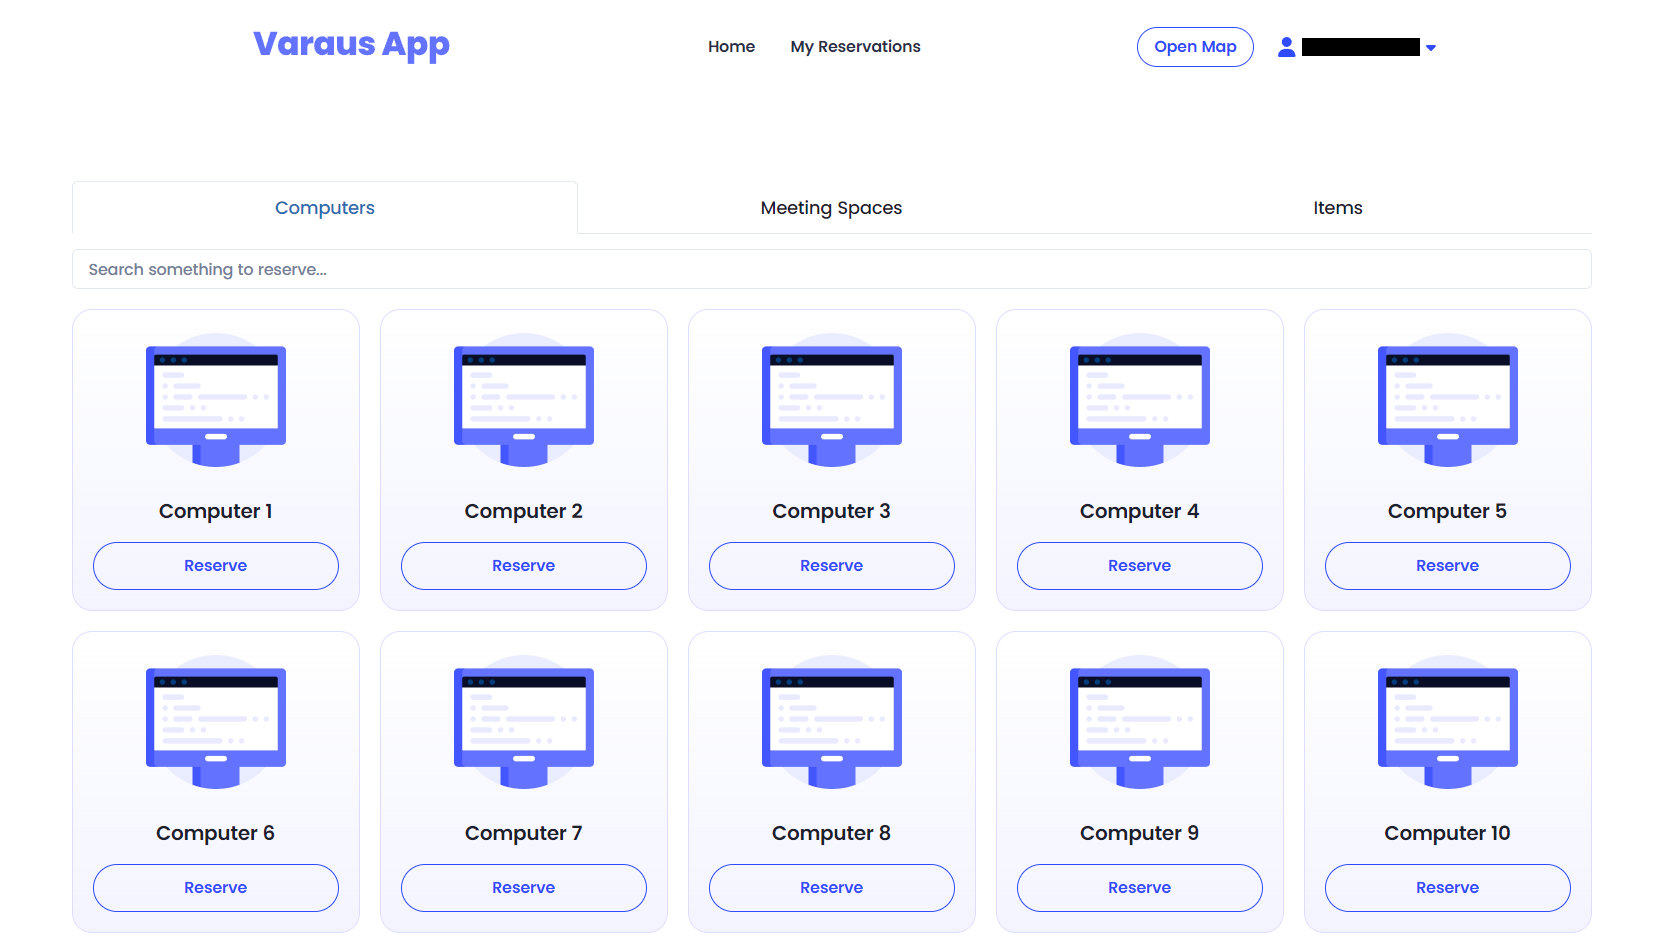 Varaus App
Home
My Reservations
Open Map
Computers
Meeting Spaces
Items
Search something to reserve...
Computer 1
Computer 2
Computer 3
Computer 4
Computer 5
Reserve
Reserve
Reserve
Reserve
Reserve
Computer 6
Computer 7
Computer 8
Computer 9
Computer 10
Reserve
Reserve
Reserve
Reserve
Reserve